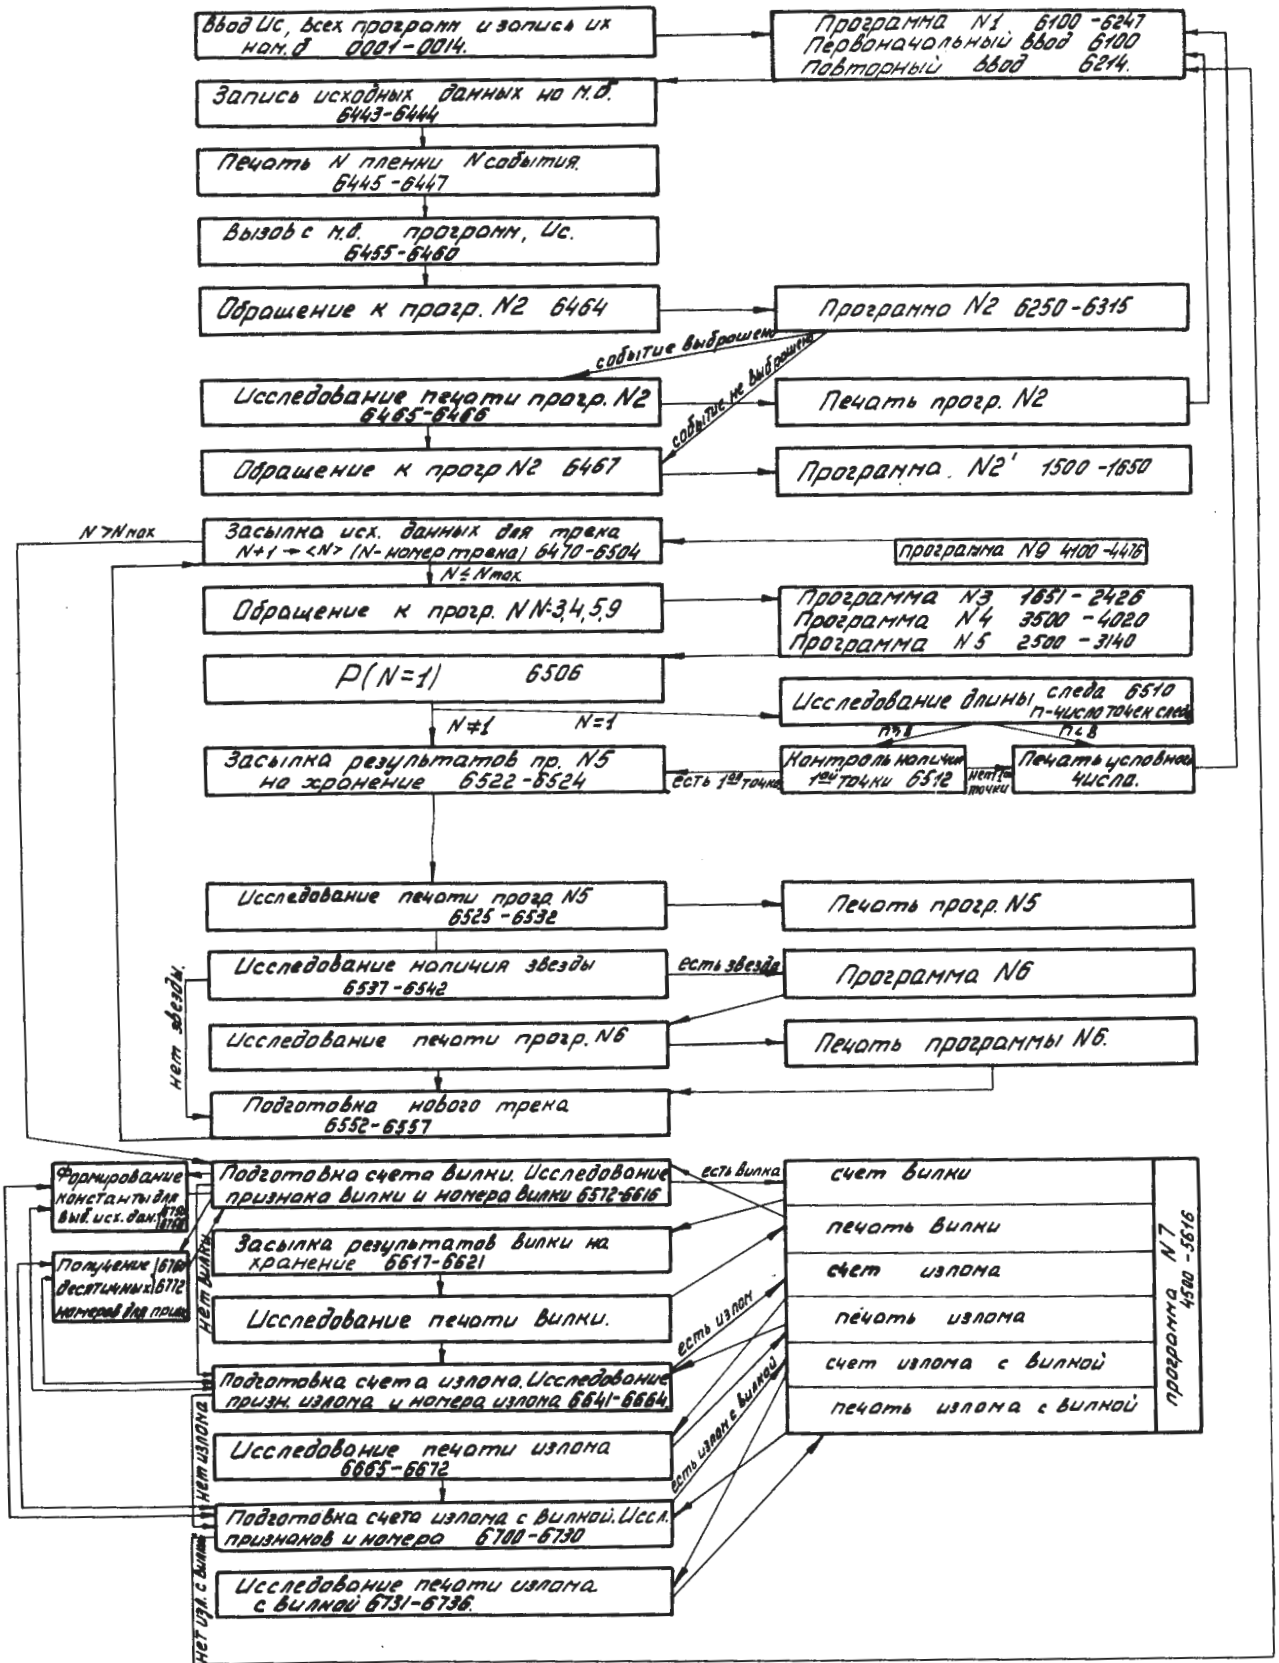 Ввод Ис, всех программ и запись их
на м.б 0001-0014.
Программа N1 6100-6247
Первоначальный ввод 6100
Повторный ввод 6214.
Запись исходных данных на м.б.
6443-6444
Печать N пленки N события.
6445-6447
Вызов с м.б. программ, Ис.
6455-6460
Обращение к прогр. N2 6464
Программа N2 6250-6315
событие выброшено
событие не выброшено
Исследование печати прогр. N2
6465-6466
Печать прогр. N2
Обращение к прогр N2 6467
Программа. N2' 1500-1650
N>Nmax
Засылка исх. данных для трека
N+1→<N> (N-номер трека) 6470-6504
программа N9 4100-4476
N≤Nmax
Обращение к прогр. NN-3,4,5,9
Программа N3 1651-2426
Программа N4 3500-4020
Программа N5 2500-3140
P(N=1) 6506
Исследование длины следа 6510
n-число точек следа
N≠1
N=1
n≥8
n<8
Засылка результатов пр. N5
на хранение 6522-6524
есть 1ая точка
Контроль наличия
1ой точки 6512
нет 1ой
точки
Печать условного
числа.
Исследование печати прогр. N5
6525-6532
Печать прогр. N5
Исследование наличия звезды
6537-6542
есть звезда
Программа N6
нет звезды.
Исследование печати прогр. N6
Печать программы N6.
Подготовка нового трека
6552-6557
Формирование
константы для
выб. исх. дан.
Подготовка счета вилки. Исследование
признака вилки и номера вилки 6572-6616
есть вилка
счет вилки
печать вилки
счет излома
печать излома
счет излома с вилкой
печать излома с вилкой
программа N7
4500-5616
Засылка результатов вилки на
хранение 6617-6621
Получение 6760
десятичных 6772
номеров для призн.
нет вилки
Исследование печати вилки.
есть излом
Подготовка счета излома. Исследование
призн. излома и номера излома 6641-6664.
нет излома
Исследование печати излома
6665-6672
есть излом с вилкой
Подготовка счета излома с вилкой. Иссл.
признаков и номера 6700-6730
нет изл. с вилкой
Исследование печати излома
с вилкой 6731-6736.